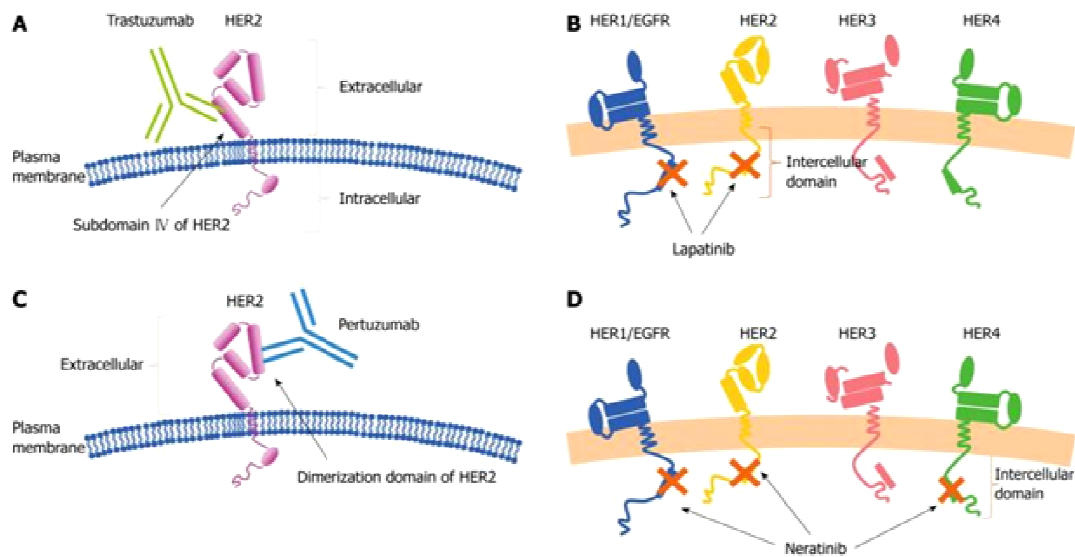 A
Trastuzumab
HER2
Extracellular
Plasma
membrane
Intracellular
Subdomain Ⅳ of HER2
B
HER1/EGFR
HER2
HER3
HER4
Intercellular
domain
Lapatinib
C
HER2
Pertuzumab
Extracellular
Plasma
membrane
Dimerization domain of HER2
D
HER1/EGFR
HER2
HER3
HER4
Intercellular
domain
Neratinib